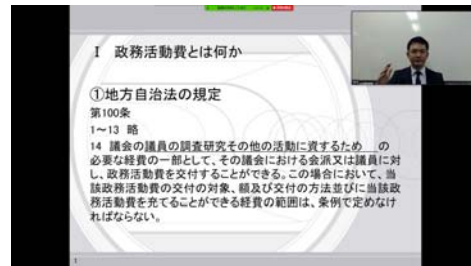 Ⅰ 政務活動費とは何か
①地方自治法の規定
第100条
1～13 略
14 議会の議員の調査研究その他の活動に資するため の
必要な経費の一部として、その議会における会派又は議員に対
し、政務活動費を交付することができる。この場合において、当
該政務活動費の交付の対象、額及び交付の方法並びに当該政
務活動費を充てることができる経費の範囲は、条例で定めなけ
ればならない。
1